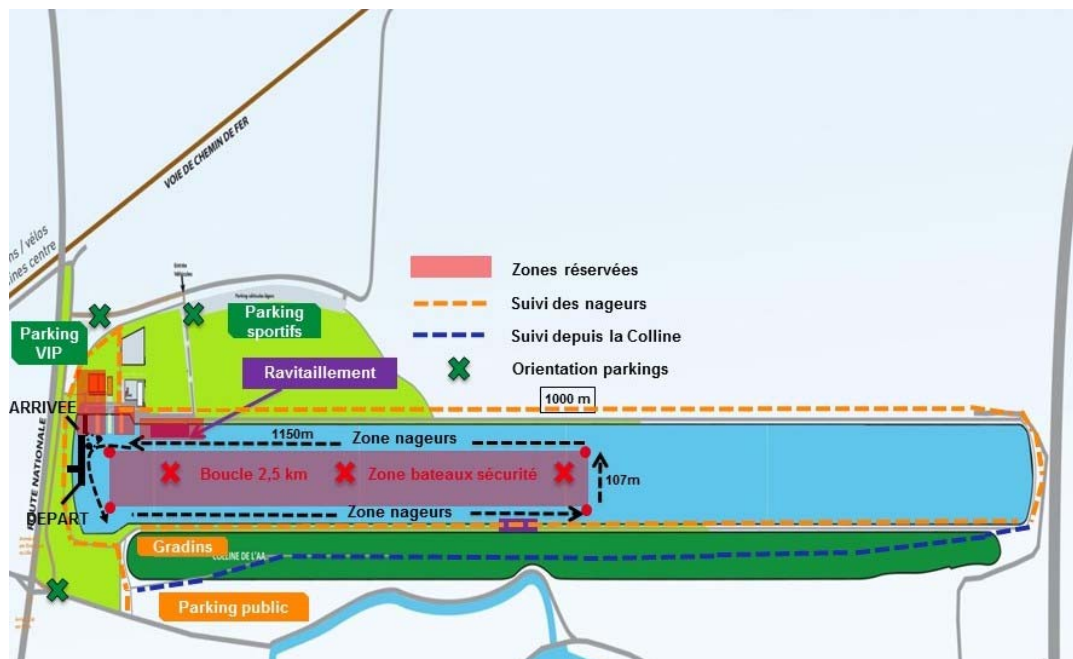 VOIE DE CHEMIN DE FER
ns / vélos
ines centre
Entrée
Véhicules
Parking
VIP
Parking
sportifs
Zones réservées
Suivi des nageurs
Suivi depuis la Colline
Orientation parkings
Ravitaillement
1000 m
ARRIVEE
1150m
Zone nageurs
Boucle 2,5 km
Zone bateaux sécurité
107m
ROUTE NATIONALE
DEPART
Zone nageurs
Gradins
COLLINE DE L'AA
Parking public